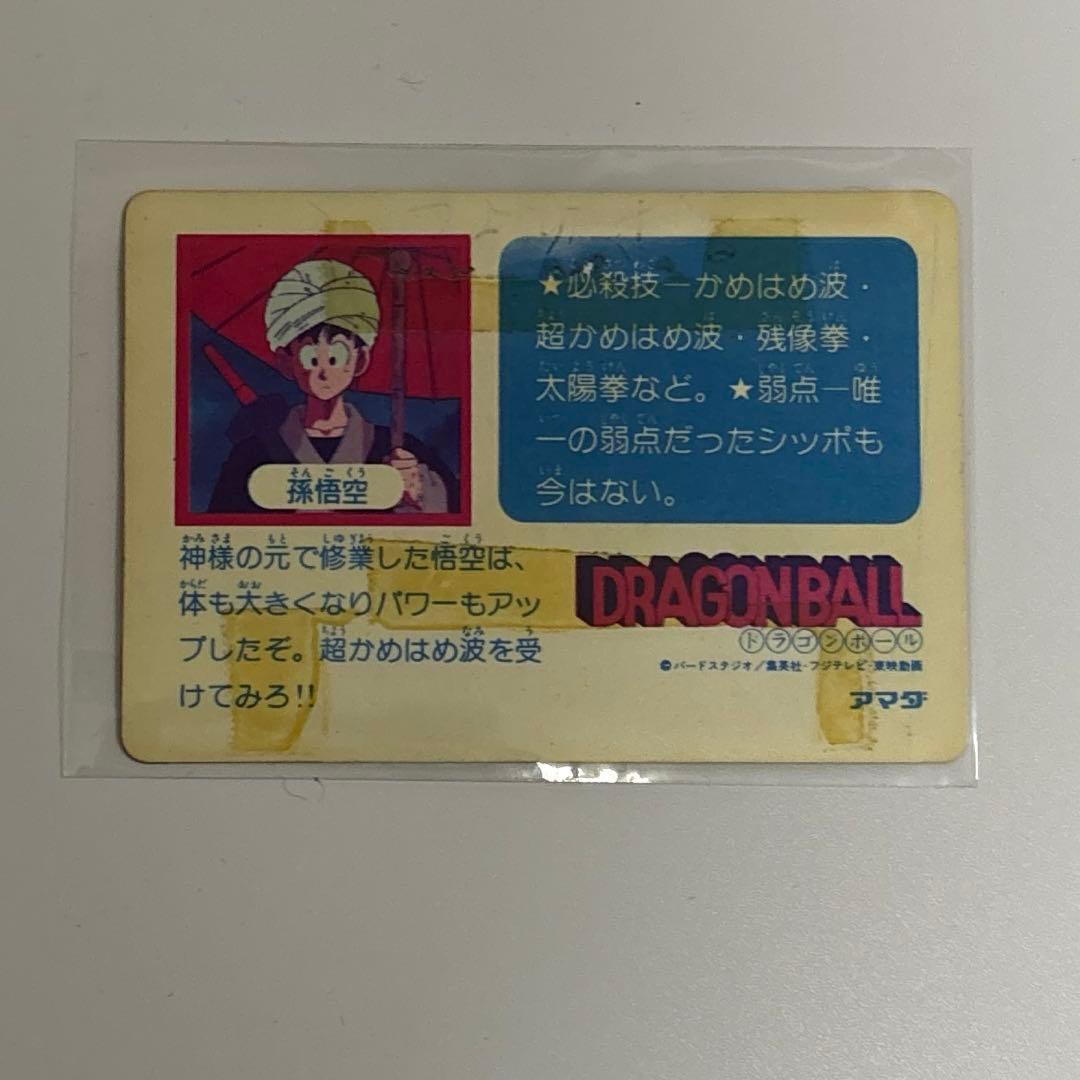 孫悟空
★必殺技―かめはめ波・
超かめはめ波・残像拳・
太陽拳など。★弱点―唯
一の弱点だったシッポも
今はない。
神様の元で修業した悟空は、
体も大きくなりパワーもアッ
プしたぞ。超かめはめ波を受
けてみろ!!
DRAGONBALL
ドラゴンボール
©バードスタジオ/集英社・フジテレビ・東映動画
アマダ